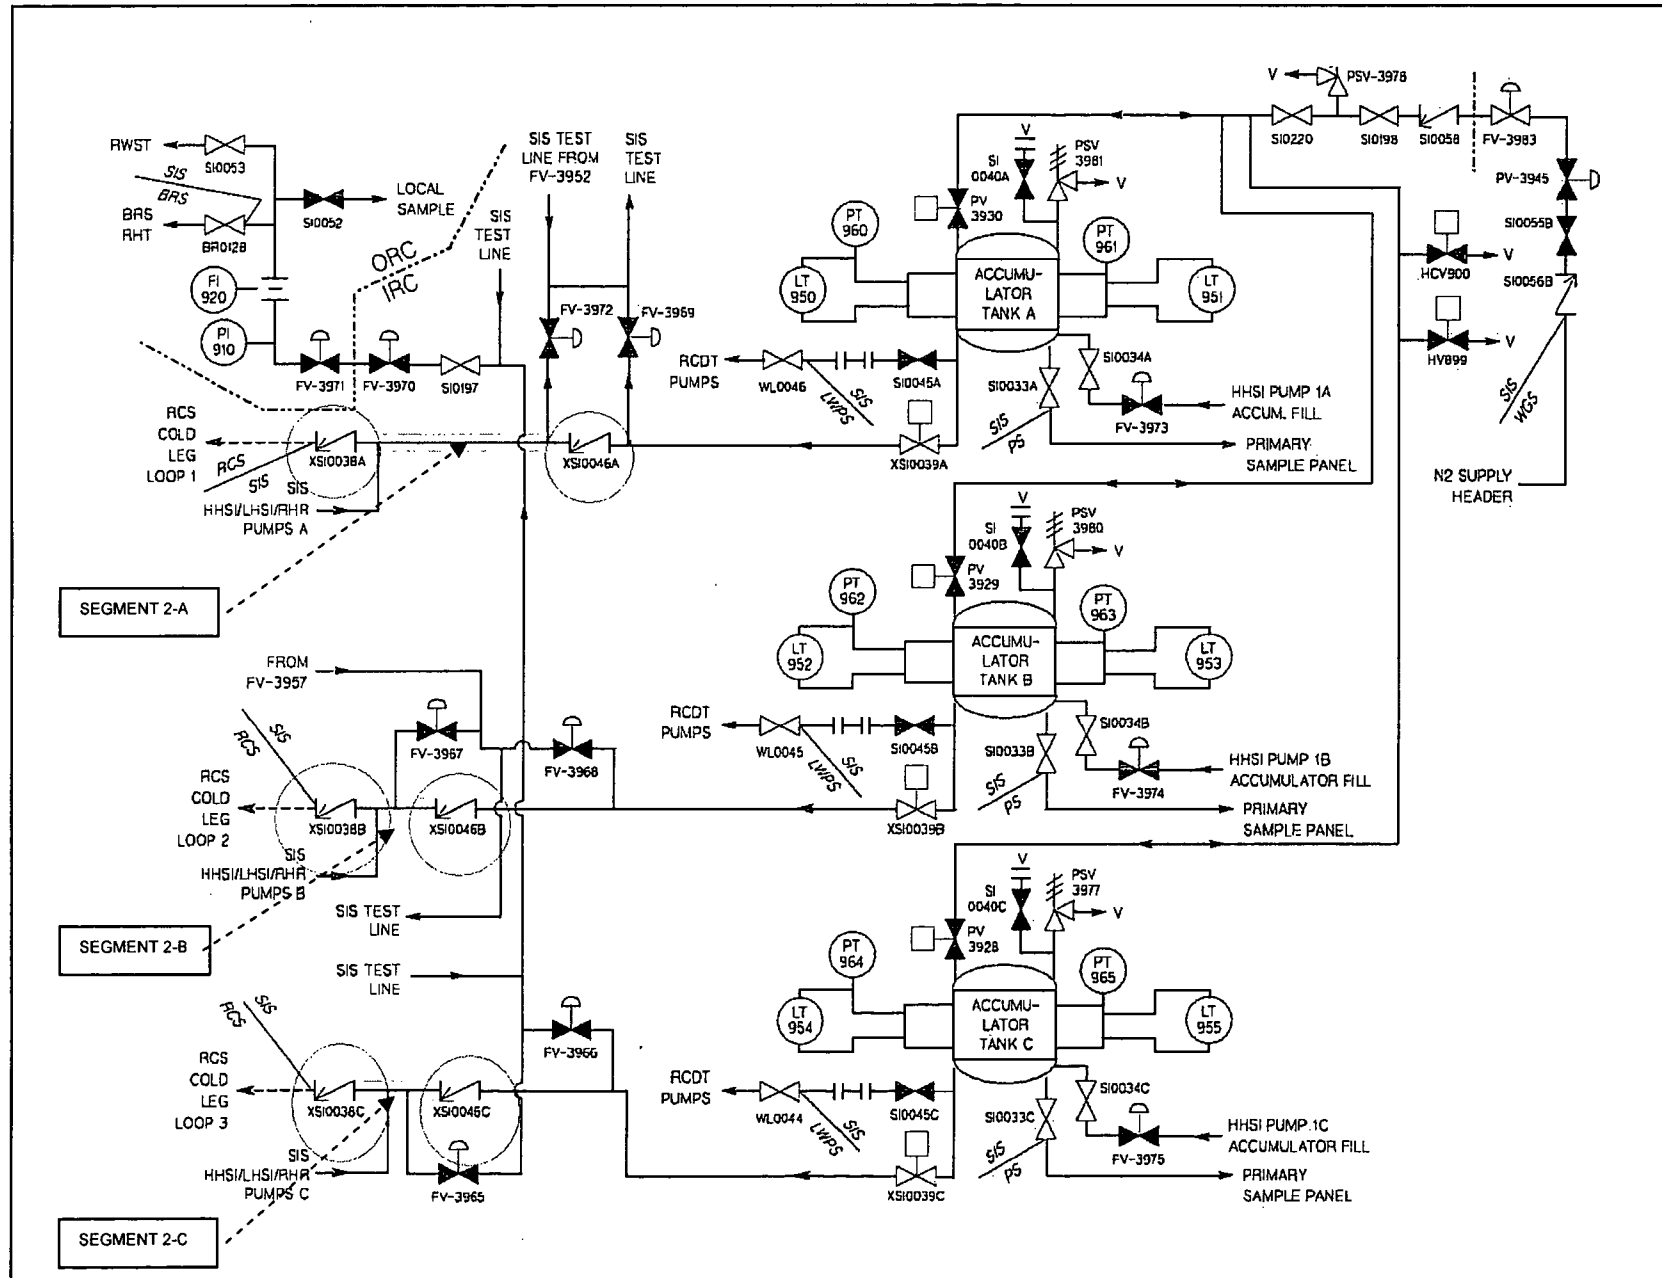 V
PSV-3978
SI0220
SI0198
SI0058
FV-3983
PV-3945
SI0055B
SI0056B
SIS
WGS
N2 SUPPLY
HEADER
HCV900
V
HV899
V
RWST
SI0053
SIS
BRS
BRS
RHT
BR0128
SI0052
LOCAL
SAMPLE
FI
920
PI
910
ORC
IRC
FV-3971
FV-3970
SI0197
SIS
TEST
LINE
SIS TEST
LINE FROM
FV-3952
SIS
TEST
LINE
FV-3972
FV-3969
RCS
COLD
LEG
LOOP 1
RCS
SIS
XSI0038A
SIS
HHSI/LHSI/RHR
PUMPS A
XSI0046A
SEGMENT 2-A
V
SI
0040A
PSV
3981
V
PV
3930
PT
960
LT
950
ACCUMU-
LATOR
TANK A
PT
961
LT
951
RCDT
PUMPS
WL0046
SIS
LWPS
SI0045A
SI0033A
SI0034A
FV-3973
HHSI PUMP 1A
ACCUM. FILL
SIS
PS
PRIMARY
SAMPLE PANEL
XSI0039A
FROM
FV-3957
FV-3967
FV-3968
SIS
RCS
RCS
COLD
LEG
LOOP 2
XSI0038B
XSI0046B
SIS
HHSI/LHSI/RHR
PUMPS B
SIS TEST
LINE
SEGMENT 2-B
V
SI
0040B
PSV
3980
V
PV
3929
PT
962
LT
952
ACCUMU-
LATOR
TANK B
PT
963
LT
953
RCDT
PUMPS
WL0045
SIS
LWPS
SI0045B
SI0033B
SI0034B
FV-3974
HHSI PUMP 1B
ACCUMULATOR FILL
SIS
PS
PRIMARY
SAMPLE PANEL
XSI0039B
SIS TEST
LINE
FV-3966
SIS
RCS
RCS
COLD
LEG
LOOP 3
XSI0038C
XSI0046C
SIS
HHSI/LHSI/RHR
PUMPS C
FV-3965
SEGMENT 2-C
V
SI
0040C
PSV
3977
V
PV
3928
PT
964
LT
954
ACCUMU-
LATOR
TANK C
PT
965
LT
955
RCDT
PUMPS
WL0044
SIS
LWPS
SI0045C
SI0033C
SI0034C
FV-3975
HHSI PUMP 1C
ACCUMULATOR FILL
SIS
PS
PRIMARY
SAMPLE PANEL
XSI0039C